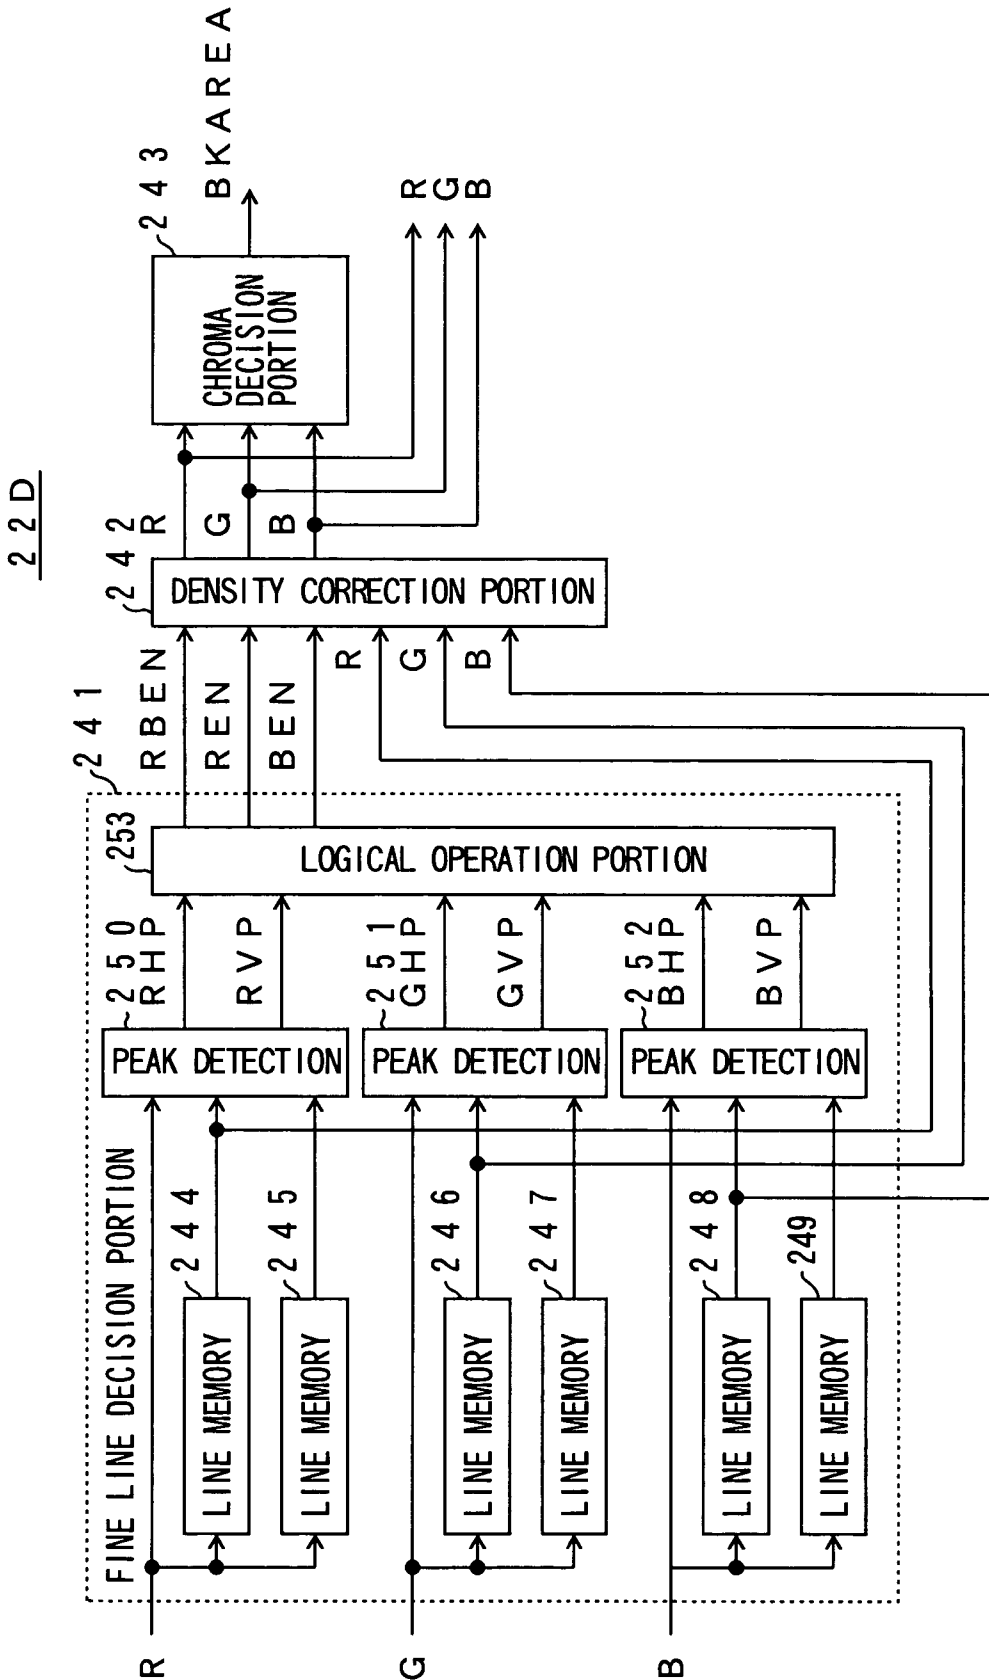 22D
FINE LINE DECISION PORTION
241
R
LINE MEMORY
244
LINE MEMORY
245
PEAK DETECTION
250
RHP
RVP
G
LINE MEMORY
246
LINE MEMORY
247
PEAK DETECTION
251
GHP
GVP
B
LINE MEMORY
248
LINE MEMORY
249
PEAK DETECTION
252
BHP
BVP
253
LOGICAL OPERATION PORTION
RBEN
REN
BEN
R
G
B
242
DENSITY CORRECTION PORTION
R
G
B
243
CHROMA
DECISION
PORTION
BKAREA
R
G
B